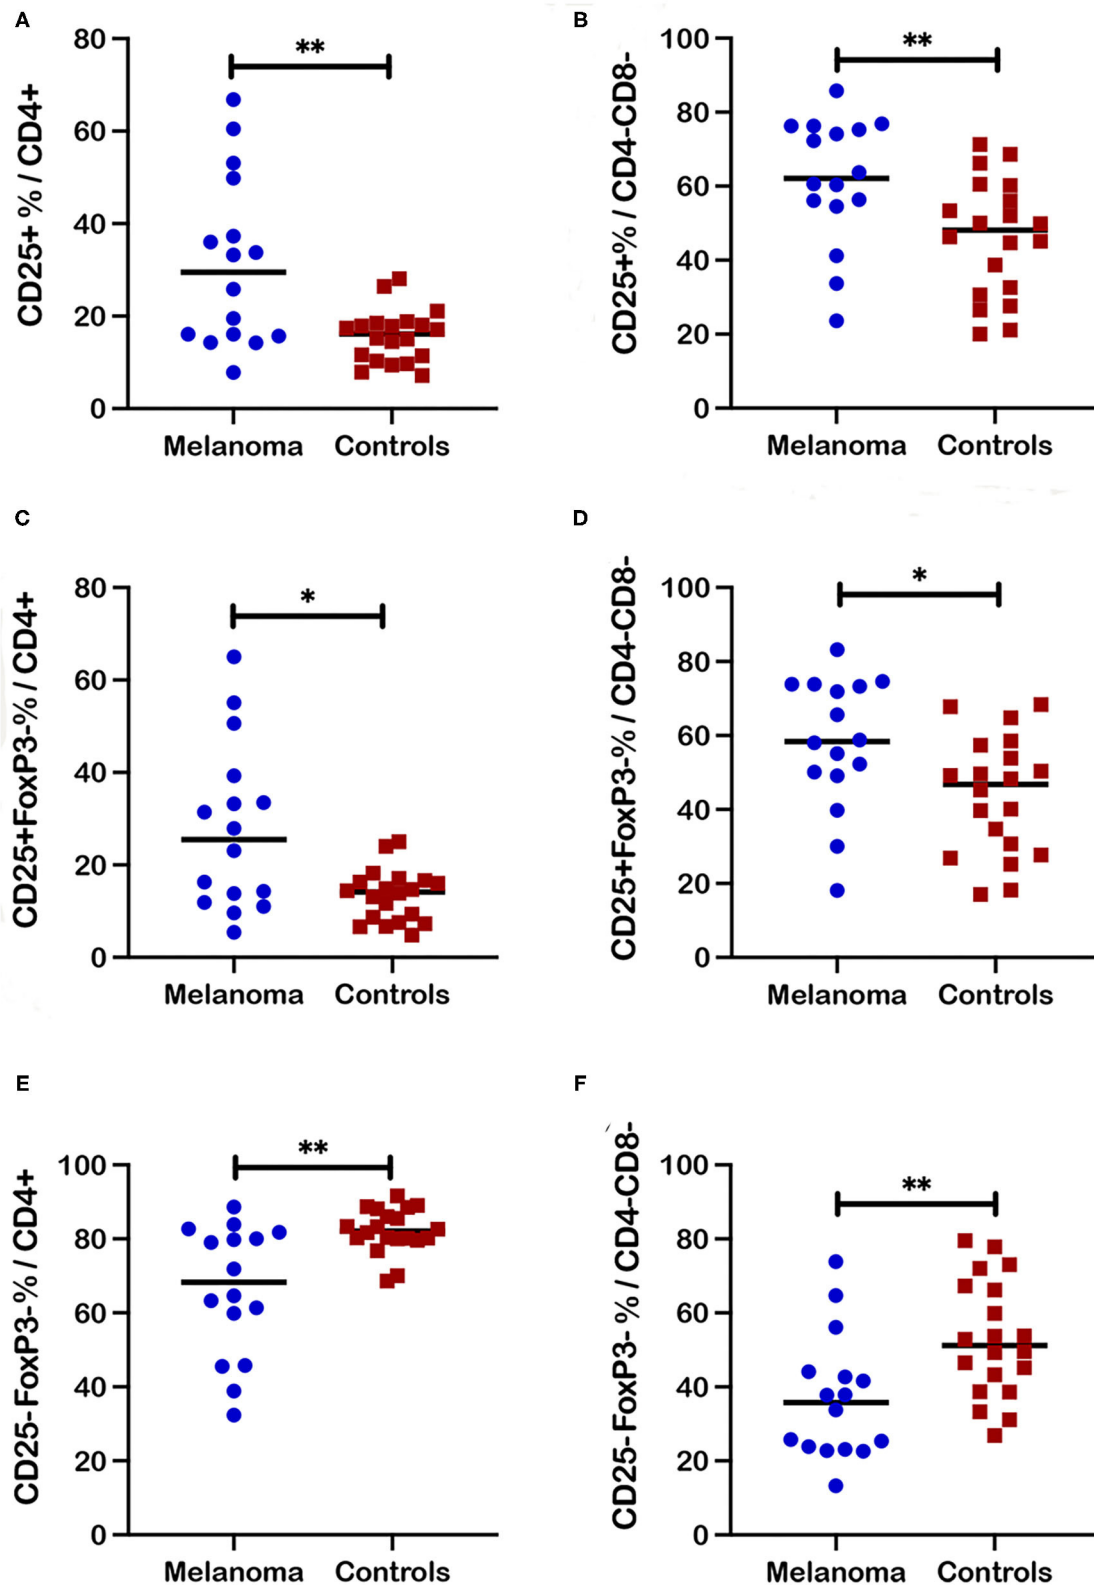 A
CD25+ % / CD4+
80
60
40
20
0
**
Melanoma Controls
B
CD25+% / CD4-CD8-
100
80
60
40
20
0
**
Melanoma Controls
C
CD25+FoxP3-% / CD4+
80
60
40
20
0
*
Melanoma Controls
D
CD25+FoxP3-% / CD4-CD8-
100
80
60
40
20
0
*
Melanoma Controls
E
CD25-FoxP3-% / CD4+
100
80
60
40
20
0
**
Melanoma Controls
F
CD25-FoxP3- % / CD4-CD8-
100
80
60
40
20
0
**
Melanoma Controls